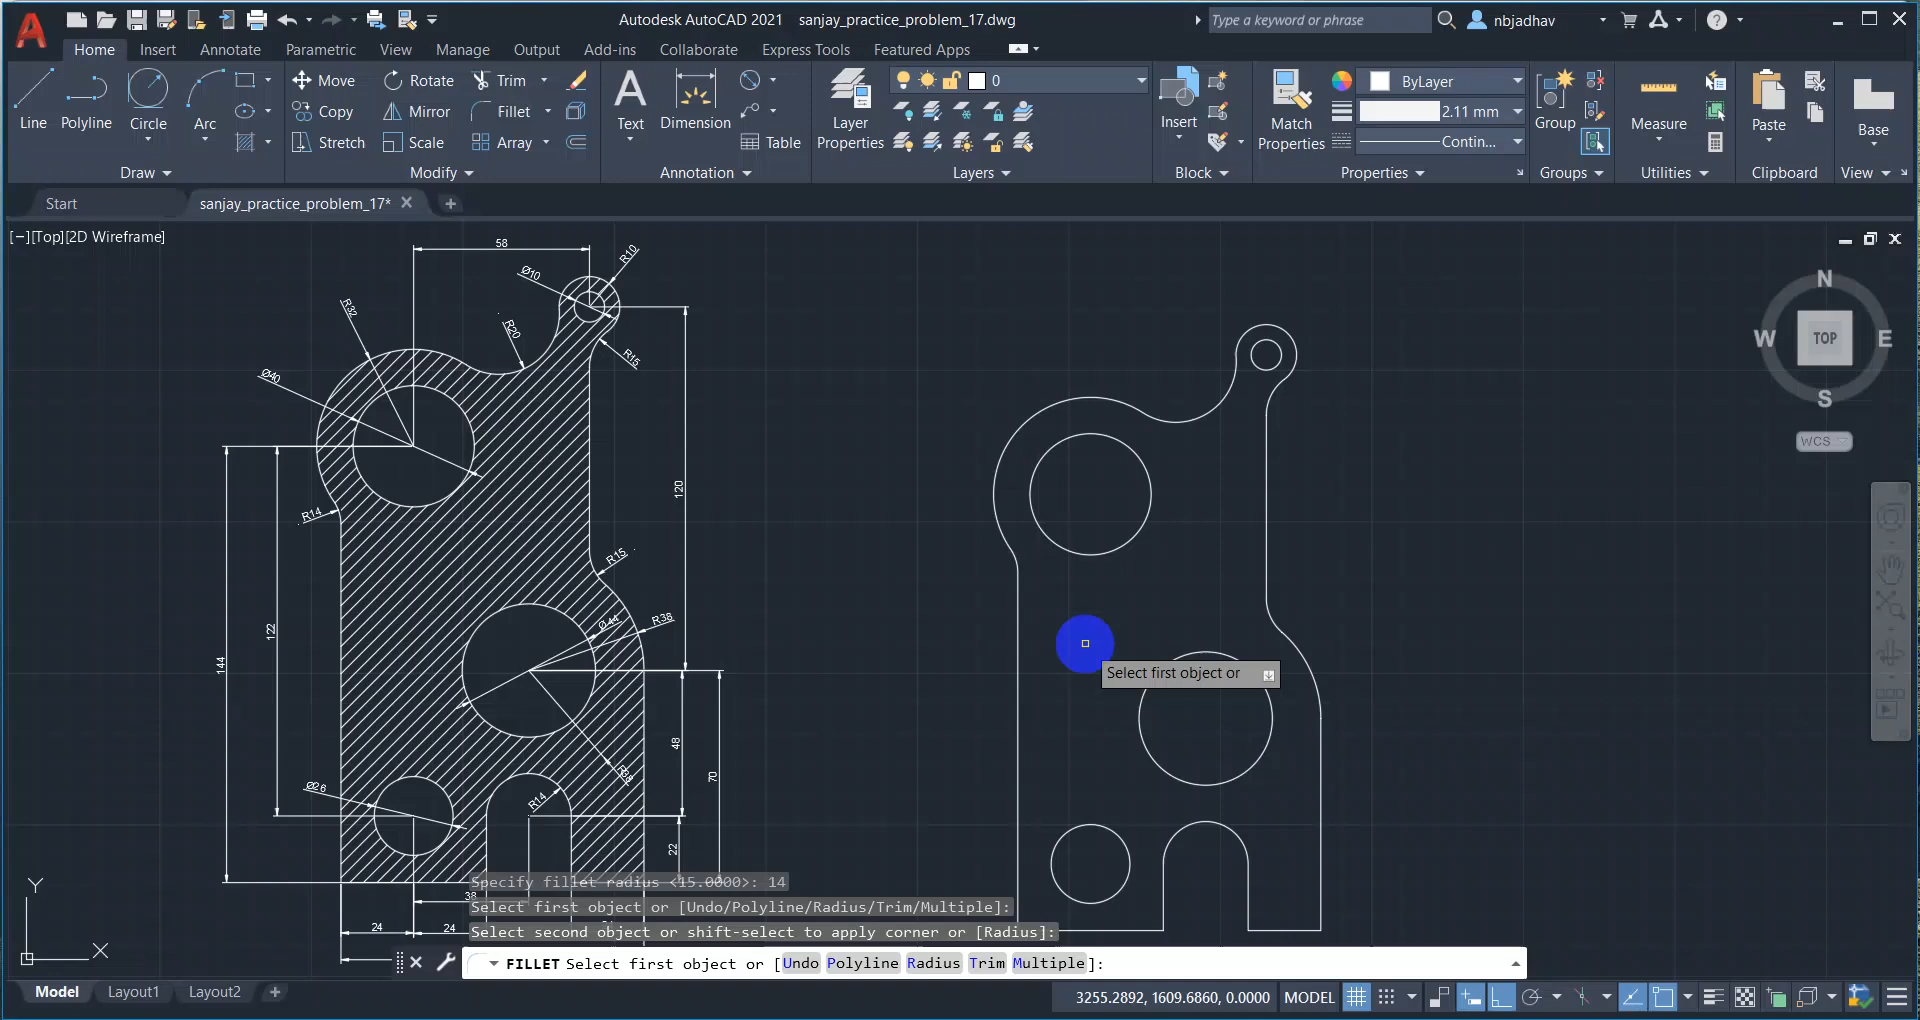 Autodesk AutoCAD 2021 sanjay_practice_problem_17.dwg
Type a keyword or phrase
nbjadhav
Home Insert Annotate Parametric View Manage Output Add-ins Collaborate Express Tools Featured Apps
Line Polyline Circle Arc
Move Rotate Trim
Copy Mirror Fillet
Stretch Scale Array
Text Dimension
Table
Layer
Properties
0
Insert
Match
Properties
ByLayer
2.11 mm
Contin...
Group
Measure
Paste
Base
Draw Modify Annotation Layers Block Properties Groups Utilities Clipboard View
Start sanjay_practice_problem_17*
[−][Top][2D Wireframe]
58
Ø10
R10
R32
R20
R15
Ø40
120
R14
R15
122
144
Ø44
R38
48
70
R38
Ø26
R14
22
38
24
24
N
W TOP E
S
WCS
Select first object or
Y
X
Specify fillet radius <15.0000>: 14
Select first object or [Undo/Polyline/Radius/Trim/Multiple]:
Select second object or shift-select to apply corner or [Radius]:
FILLET Select first object or [Undo Polyline Radius Trim Multiple]:
Model Layout1 Layout2
3255.2892, 1609.6860, 0.0000 MODEL